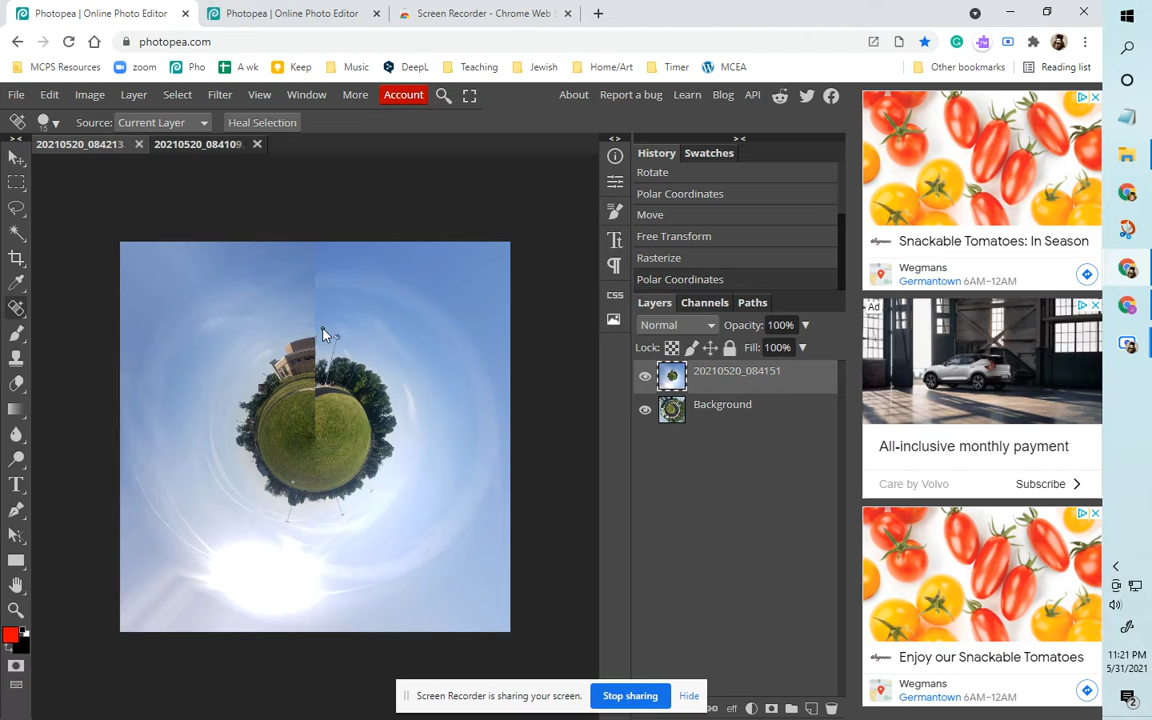 Photopea | Online Photo Editor
Photopea | Online Photo Editor
Screen Recorder - Chrome Web
photopea.com
MCPS Resources
zoom
Pho
A wk
Keep
Music
DeepL
Teaching
Jewish
Home/Art
Timer
MCEA
Other bookmarks
Reading list
File Edit Image Layer Select Filter View Window More Account
About Report a bug Learn Blog API
15 Source: Current Layer Heal Selection
20210520_084213
20210520_084109
History Swatches
Rotate
Polar Coordinates
Move
Free Transform
Rasterize
Polar Coordinates
CSS
Layers Channels Paths
Normal Opacity: 100%
Lock: Fill: 100%
20210520_084151
Background
eff
Screen Recorder is sharing your screen. Stop sharing Hide
Snackable Tomatoes: In Season
Wegmans
Germantown 6AM–12AM
Ad
All-inclusive monthly payment
Care by Volvo Subscribe
Enjoy our Snackable Tomatoes
Wegmans
Germantown 6AM–12AM
11:21 PM
5/31/2021
2